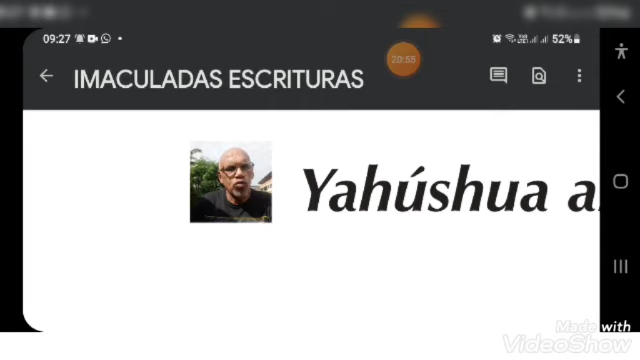 09:27
52%
20:55
IMACULADAS ESCRITURAS
Yahúshua a
Made with
VideoShow